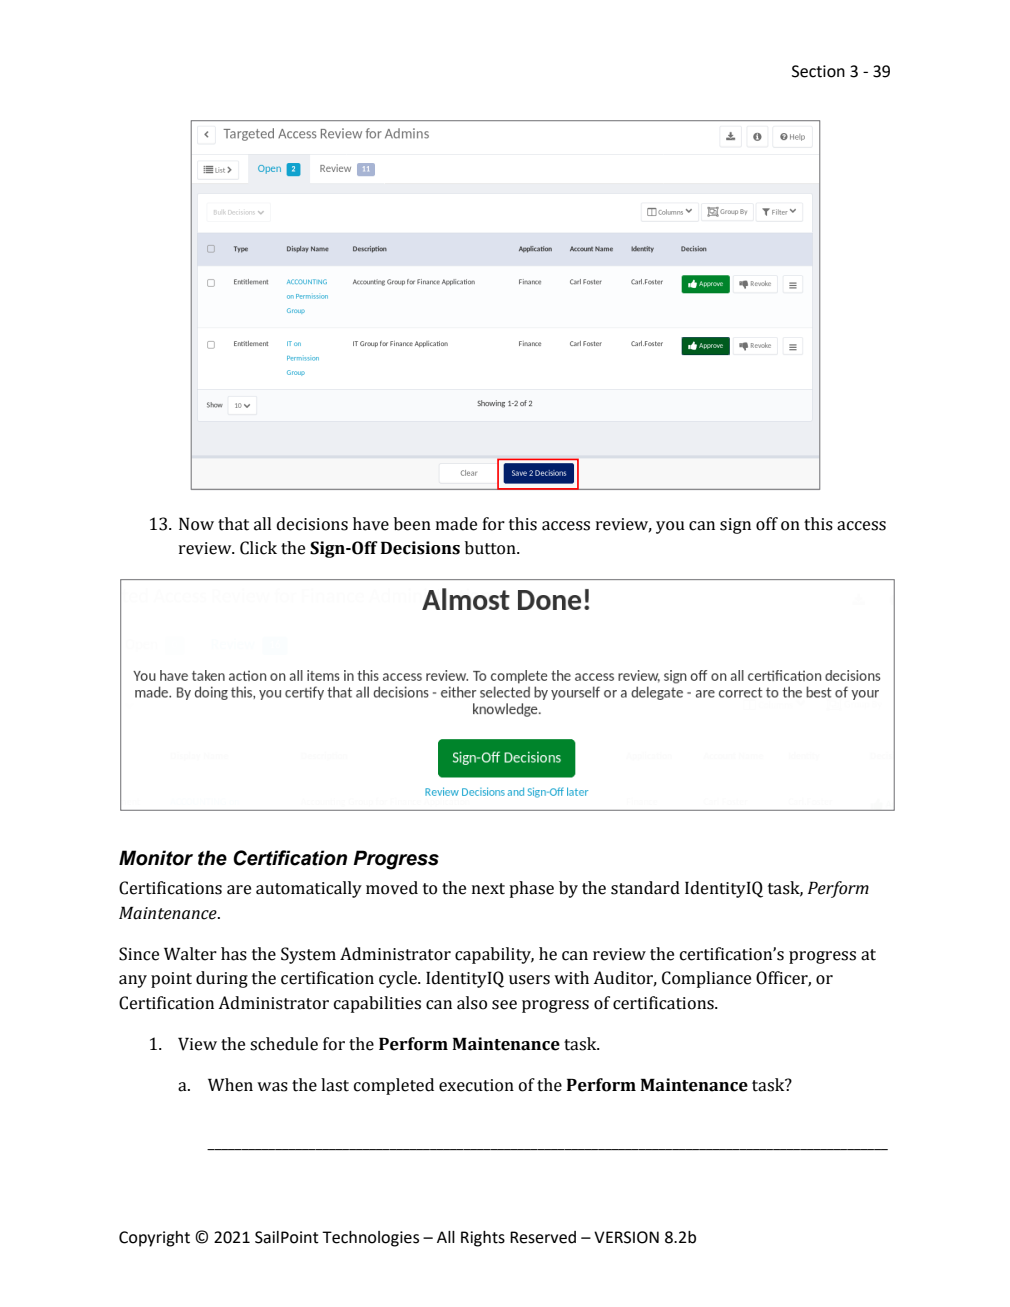 Section 3 - 39
Targeted Access Review for Admins
Help
List
Open 2
Review 11
Bulk Decisions
Columns
Group By
Filter
Type Display Name Description Application Account Name Identity Decision
Entitlement ACCOUNTING Accounting Group for Finance Application Finance Carl Foster Carl.Foster Approve Revoke
on Permission
Group
Entitlement IT on IT Group for Finance Application Finance Carl Foster Carl.Foster Approve Revoke
Permission
Group
Show 10 Showing 1-2 of 2
Clear Save 2 Decisions
13. Now that all decisions have been made for this access review, you can sign off on this access
review. Click the Sign-Off Decisions button.
Almost Done!
You have taken action on all items in this access review. To complete the access review, sign off on all certification decisions
made. By doing this, you certify that all decisions - either selected by yourself or a delegate - are correct to the best of your
knowledge.
Sign-Off Decisions
Review Decisions and Sign-Off later
Monitor the Certification Progress
Certifications are automatically moved to the next phase by the standard IdentityIQ task, Perform
Maintenance.
Since Walter has the System Administrator capability, he can review the certification’s progress at
any point during the certification cycle. IdentityIQ users with Auditor, Compliance Officer, or
Certification Administrator capabilities can also see progress of certifications.
1. View the schedule for the Perform Maintenance task.
a. When was the last completed execution of the Perform Maintenance task?
Copyright © 2021 SailPoint Technologies – All Rights Reserved – VERSION 8.2b